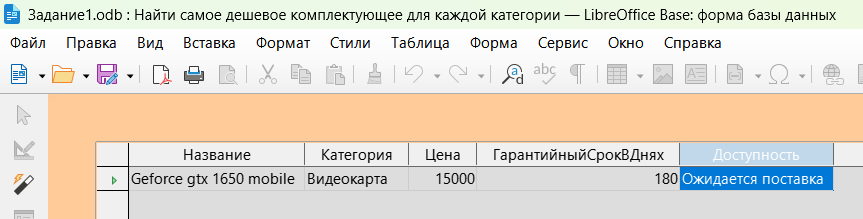 Задание1.odb : Найти самое дешевое комплектующее для каждой категории — LibreOffice Base: форма базы данных
Файл Правка Вид Вставка Формат Стили Таблица Форма Сервис Окно Справка
Название Категория Цена ГарантийныйСрокВДнях Доступность
Geforce gtx 1650 mobile Видеокарта 15000 180 Ожидается поставка